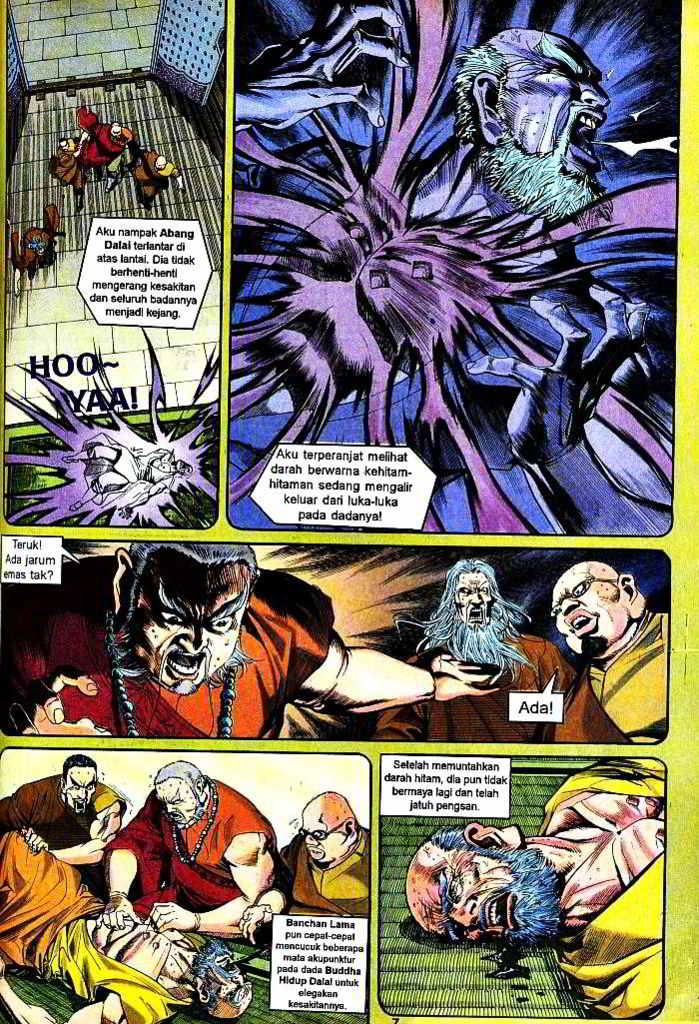 Aku nampak Abang
Dalai terlantar di
atas lantai. Dia tidak
berhenti-henti
mengerang kesakitan
dan seluruh badannya
menjadi kejang.
HOO~
YAA!
Aku terperanjat melihat
darah berwarna kehitam-
hitaman sedang mengalir
keluar dari luka-luka
pada dadanya!
Teruk!
Ada jarum
emas tak?
Ada!
Banchan Lama
pun cepat-cepat
mencucuk beberapa
mata akupunktur
pada dada Buddha
Hidup Dalai untuk
elegakan
kesakitannya.
Setelah memuntahkan
darah hitam, dia pun tidak
bermaya lagi dan telah
jatuh pengsan.
7